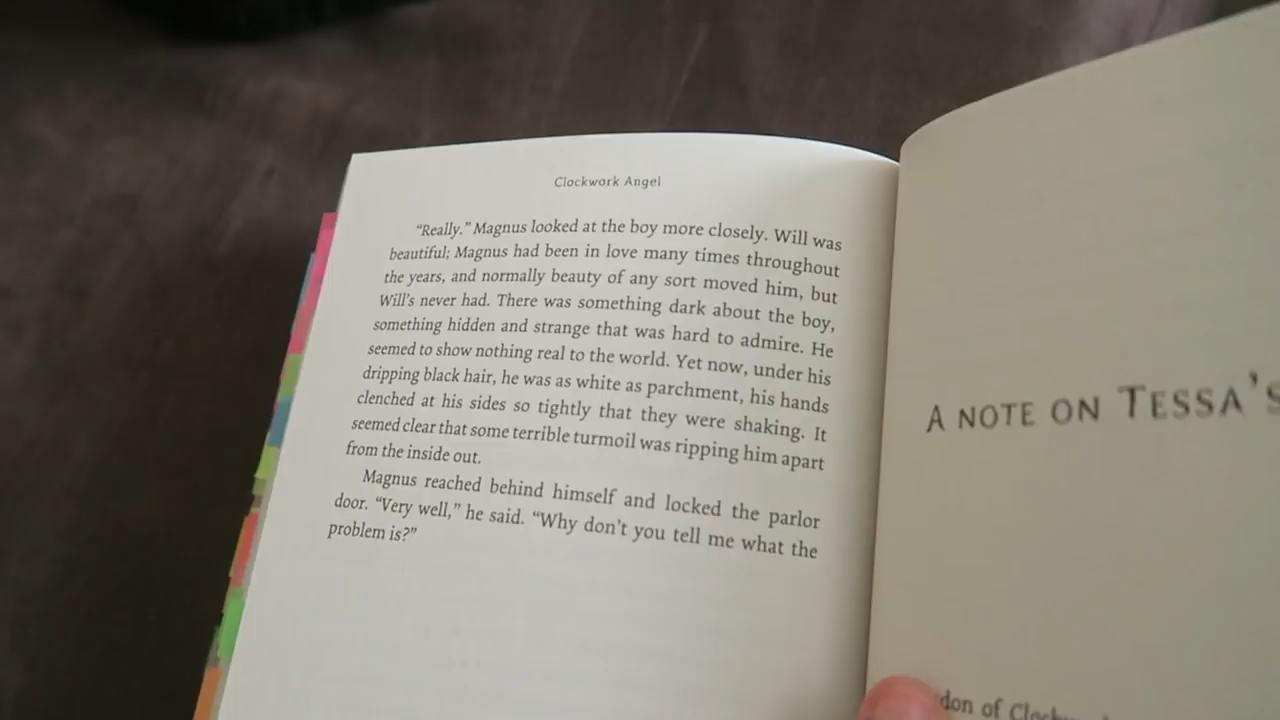 Clockwork Angel
“Really.” Magnus looked at the boy more closely. Will was
beautiful; Magnus had been in love many times throughout
the years, and normally beauty of any sort moved him, but
Will’s never had. There was something dark about the boy,
something hidden and strange that was hard to admire. He
seemed to show nothing real to the world. Yet now, under his
dripping black hair, he was as white as parchment, his hands
clenched at his sides so tightly that they were shaking. It
seemed clear that some terrible turmoil was ripping him apart
from the inside out.
Magnus reached behind himself and locked the parlor
door. “Very well,” he said. “Why don’t you tell me what the
problem is?”
A NOTE ON TESSA’S
of